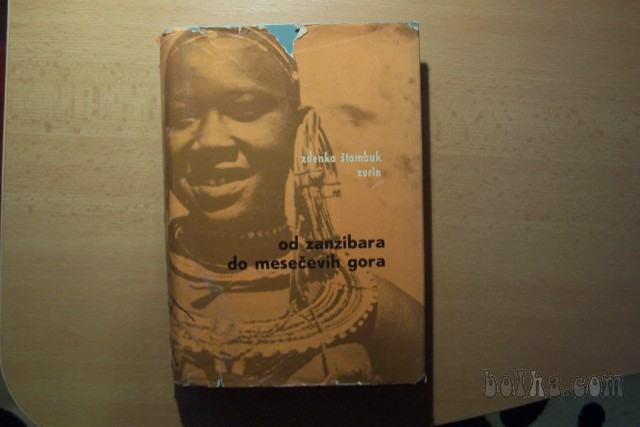 zdenko štambuk
zorin
od zanzibara
do mesečevih gora
bolha.com